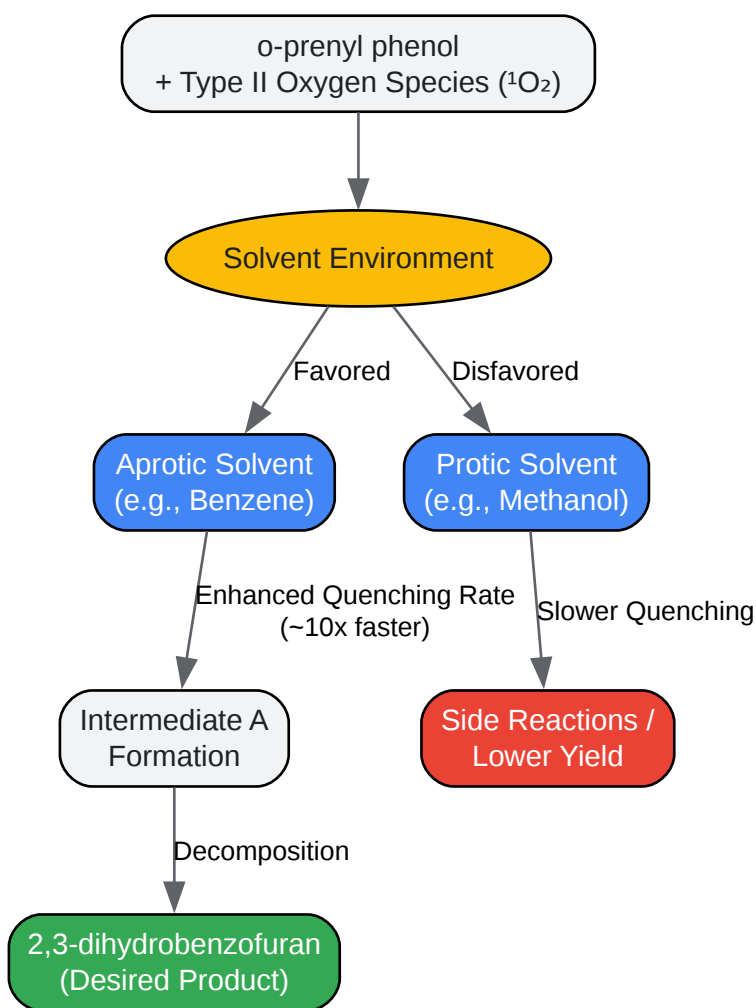 o-prenyl phenol
+ Type II Oxygen Species (¹O₂)
Solvent Environment
Favored
Disfavored
Aprotic Solvent
(e.g., Benzene)
Protic Solvent
(e.g., Methanol)
Enhanced Quenching Rate
(~10x faster)
Slower Quenching
Intermediate A
Formation
Side Reactions /
Lower Yield
Decomposition
2,3-dihydrobenzofuran
(Desired Product)